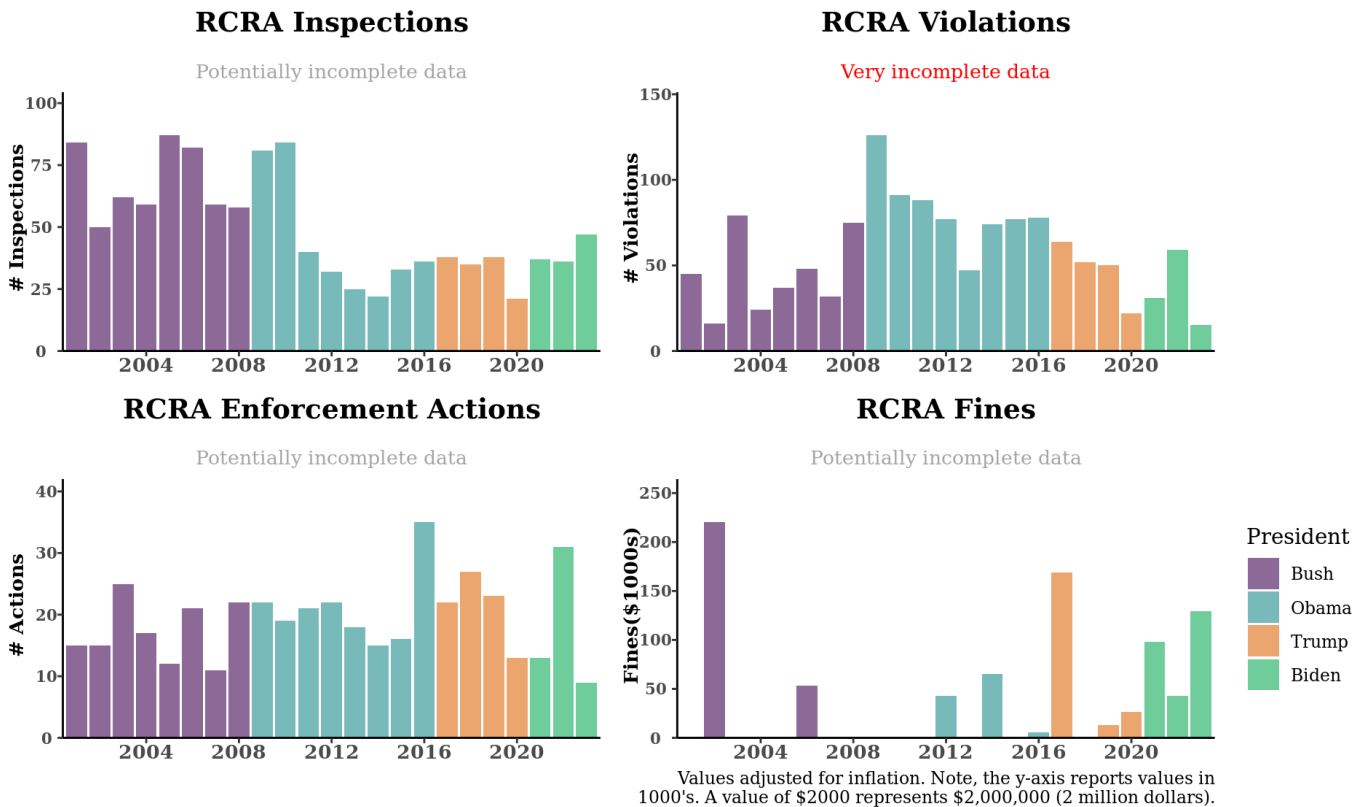 RCRA Inspections
Potentially incomplete data
# Inspections
100
75
50
25
0
2004 2008 2012 2016 2020
RCRA Violations
Very incomplete data
# Violations
150
100
50
0
2004 2008 2012 2016 2020
RCRA Enforcement Actions
Potentially incomplete data
# Actions
40
30
20
10
0
2004 2008 2012 2016 2020
RCRA Fines
Potentially incomplete data
Fines($1000s)
250
200
150
100
50
0
2004 2008 2012 2016 2020
Values adjusted for inflation. Note, the y-axis reports values in
1000's. A value of $2000 represents $2,000,000 (2 million dollars).
President
Bush
Obama
Trump
Biden